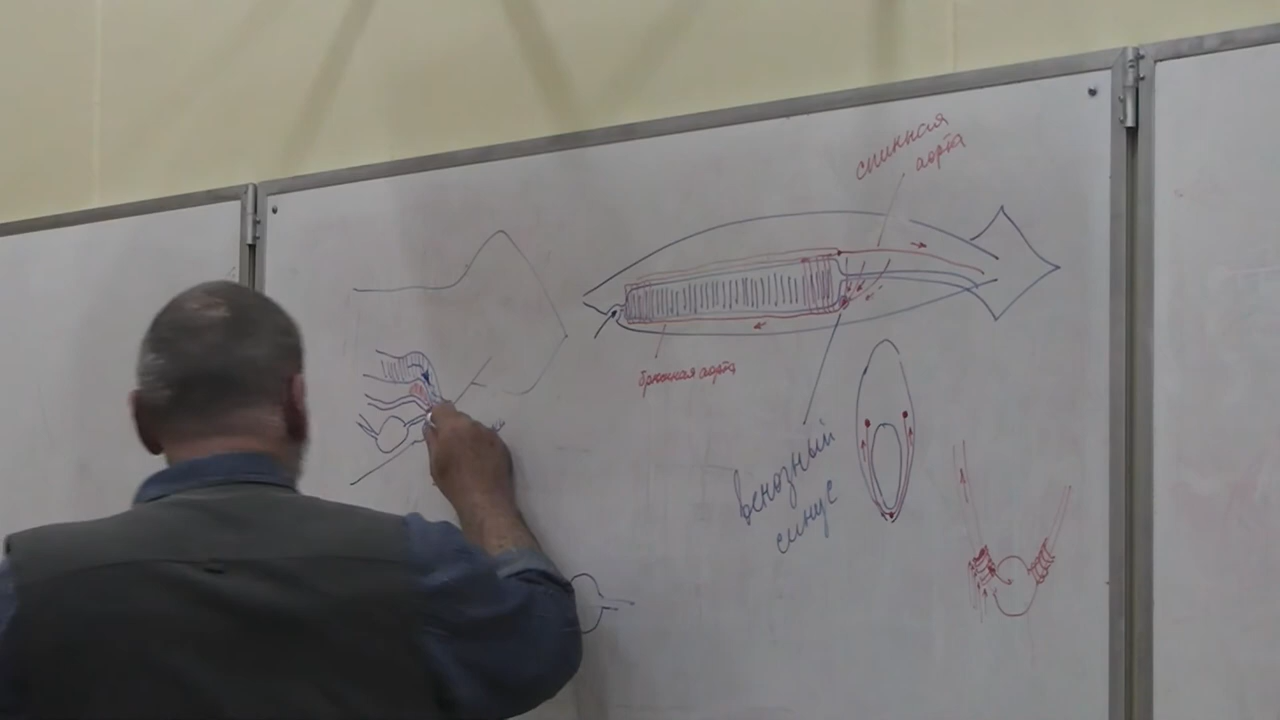 спинная
аорта
брюшная аорта
венозный
синус